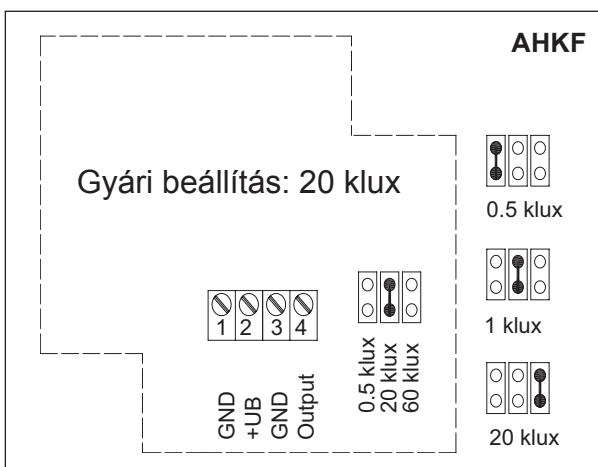 AHKF
Gyári beállítás: 20 klux
0.5 klux
1 klux
20 klux
1 2 3 4
GND
+UB
GND
Output
0.5 klux
20 klux
60 klux